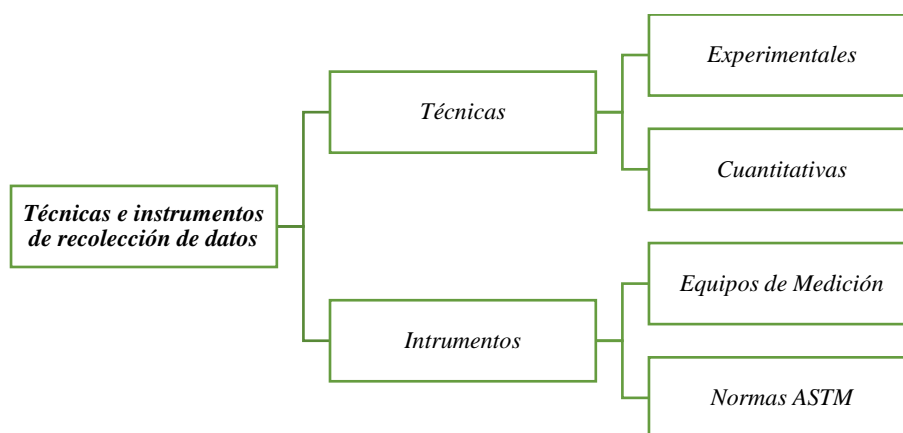 Técnicas e instrumentos
de recolección de datos
Técnicas
Experimentales
Cuantitativas
Intrumentos
Equipos de Medición
Normas ASTM